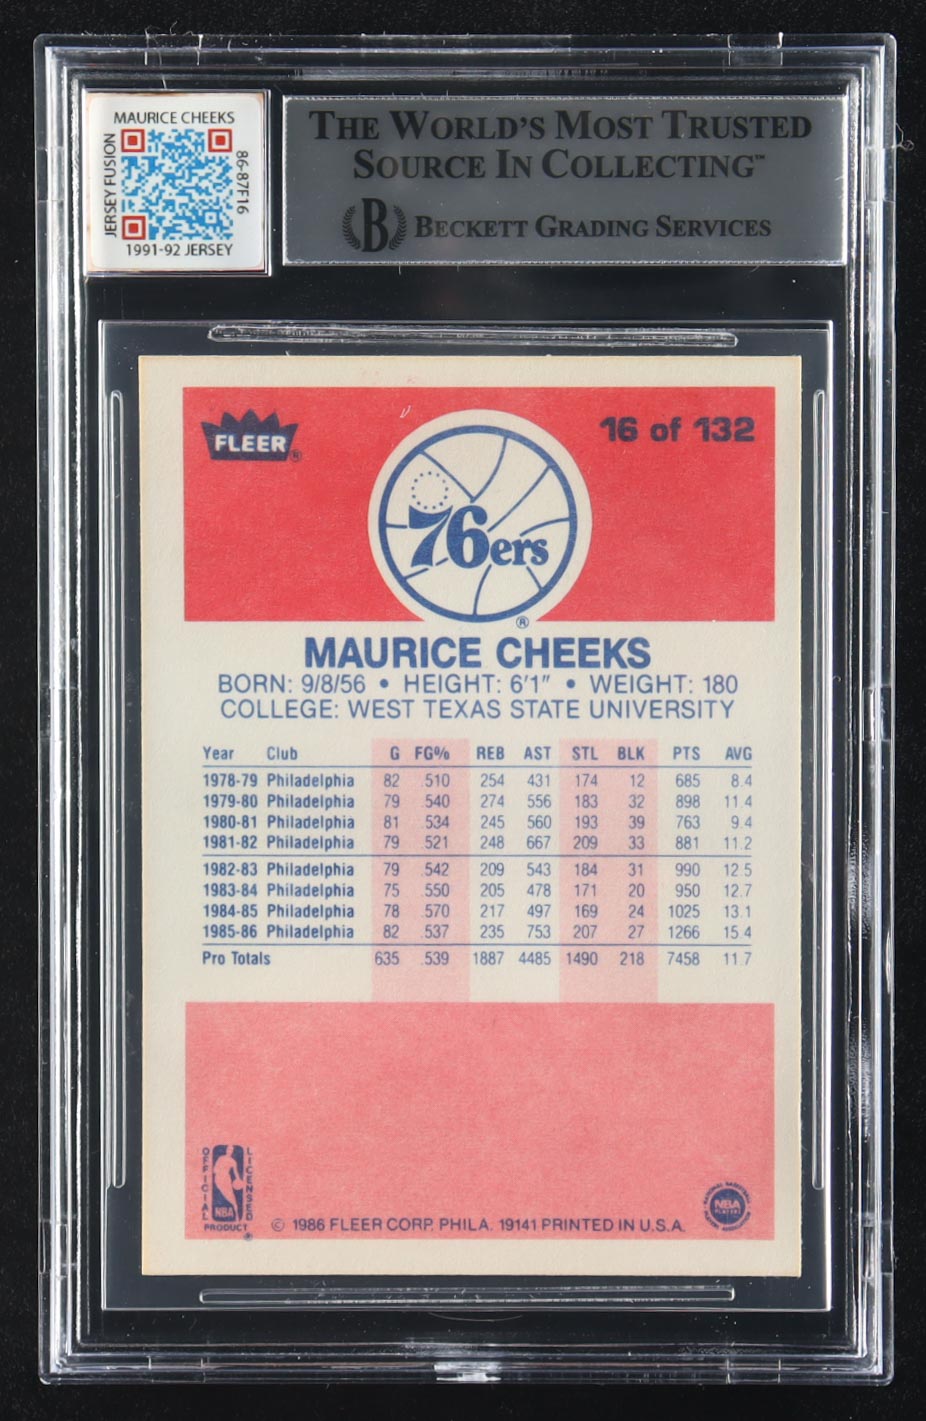 MAURICE CHEEKS
JERSEY FUSION
86-87F16
1991-92 JERSEY
THE WORLD'S MOST TRUSTED
SOURCE IN COLLECTING™
B BECKETT GRADING SERVICES
FLEER®
16 of 132
76ers
®
MAURICE CHEEKS
BORN: 9/8/56 • HEIGHT: 6'1" • WEIGHT: 180
COLLEGE: WEST TEXAS STATE UNIVERSITY
Year Club G FG% REB AST STL BLK PTS AVG
1978-79 Philadelphia 82 .510 254 431 174 12 685 8.4
1979-80 Philadelphia 79 .540 274 556 183 32 898 11.4
1980-81 Philadelphia 81 .534 245 560 193 39 763 9.4
1981-82 Philadelphia 79 .521 248 667 209 33 881 11.2
1982-83 Philadelphia 79 .542 209 543 184 31 990 12.5
1983-84 Philadelphia 75 .550 205 478 171 20 950 12.7
1984-85 Philadelphia 78 .570 217 497 169 24 1025 13.1
1985-86 Philadelphia 82 .537 235 753 207 27 1266 15.4
Pro Totals 635 .539 1887 4485 1490 218 7458 11.7
OFFICIAL LICENSED
NBA
PRODUCT ®
© 1986 FLEER CORP. PHILA. 19141 PRINTED IN U.S.A.
NATIONAL BASKETBALL
NBA
PLAYERS
ASSOCIATION